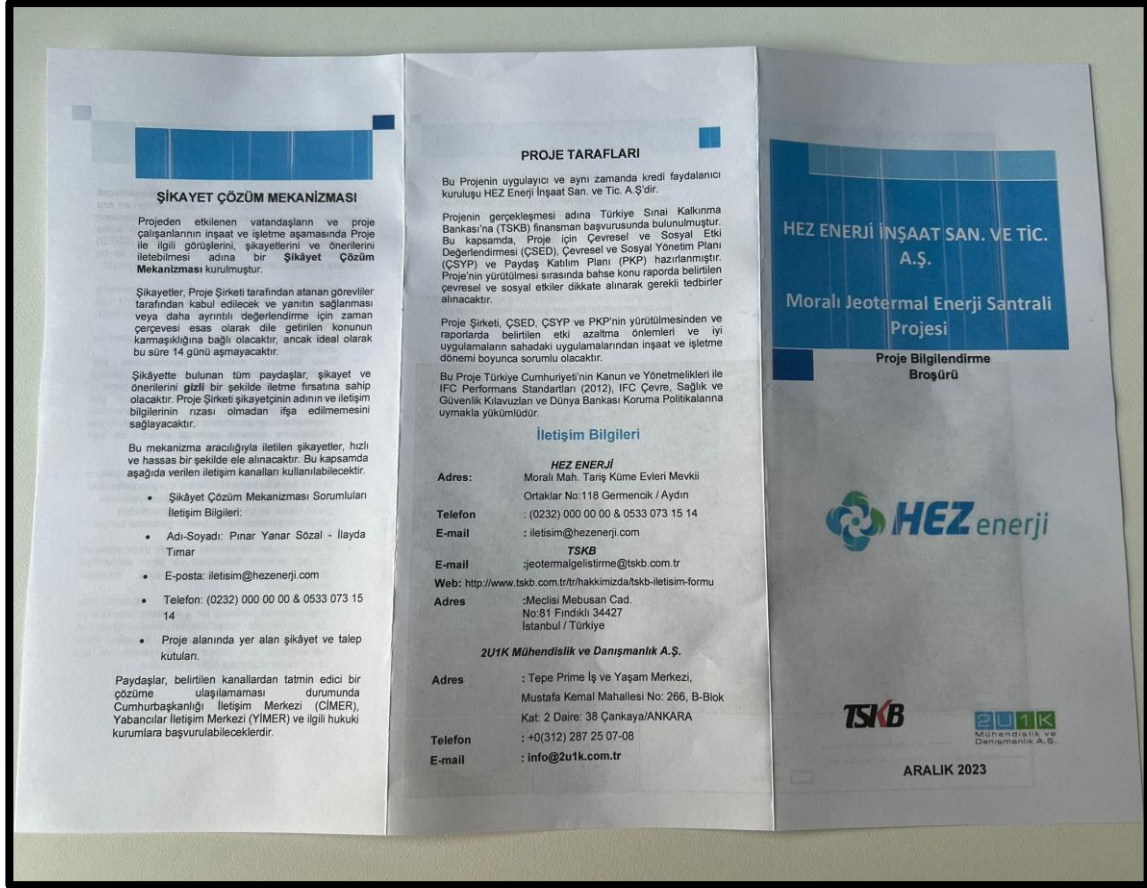 ŞİKAYET ÇÖZÜM MEKANİZMASI
Projeden etkilenen vatandaşların ve proje
çalışanlarının inşaat ve işletme aşamasında Proje
ile ilgili görüşlerini, şikayetlerini ve önerilerini
iletebilmesi adına bir Şikâyet Çözüm
Mekanizması kurulmuştur.
Şikayetler, Proje Şirketi tarafından atanan görevliler
tarafından kabul edilecek ve yanıtın sağlanması
veya daha ayrıntılı değerlendirme için zaman
çerçevesi esas olarak dile getirilen konunun
karmaşıklığına bağlı olacaktır, ancak ideal olarak
bu süre 14 günü aşmayacaktır.
Şikâyette bulunan tüm paydaşlar, şikayet ve
önerilerini gizli bir şekilde iletme fırsatına sahip
olacaktır. Proje Şirketi şikayetçinin adının ve iletişim
bilgilerinin rızası olmadan ifşa edilmemesini
sağlayacaktır.
Bu mekanizma aracılığıyla iletilen şikayetler, hızlı
ve hassas bir şekilde ele alınacaktır. Bu kapsamda
aşağıda verilen iletişim kanalları kullanılabilecektir.
• Şikâyet Çözüm Mekanizması Sorumluları
İletişim Bilgileri:
• Adı-Soyadı: Pınar Yanar Sözal - İlayda
Tımar
• E-posta: iletisim@hezenerji.com
• Telefon: (0232) 000 00 00 & 0533 073 15
14
• Proje alanında yer alan şikâyet ve talep
kutuları.
Paydaşlar, belirtilen kanallardan tatmin edici bir
çözüme ulaşılamaması durumunda
Cumhurbaşkanlığı İletişim Merkezi (CİMER),
Yabancılar İletişim Merkezi (YİMER) ve ilgili hukuki
kurumlara başvurulabileceklerdir.
PROJE TARAFLARI
Bu Projenin uygulayıcı ve aynı zamanda kredi faydalanıcı
kuruluşu HEZ Enerji İnşaat San. ve Tic. A.Ş'dir.
Projenin gerçekleşmesi adına Türkiye Sınai Kalkınma
Bankası'na (TSKB) finansman başvurusunda bulunulmuştur.
Bu kapsamda, Proje için Çevresel ve Sosyal Etki
Değerlendirmesi (ÇSED), Çevresel ve Sosyal Yönetim Planı
(ÇSYP) ve Paydaş Katılım Planı (PKP) hazırlanmıştır.
Proje'nin yürütülmesi sırasında bahse konu raporda belirtilen
çevresel ve sosyal etkiler dikkate alınarak gerekli tedbirler
alınacaktır.
Proje Şirketi, ÇSED, ÇSYP ve PKP'nin yürütülmesinden ve
raporlarda belirtilen etki azaltma önlemleri ve iyi
uygulamaların sahadaki uygulamalarından inşaat ve işletme
dönemi boyunca sorumlu olacaktır.
Bu Proje Türkiye Cumhuriyeti'nin Kanun ve Yönetmelikleri ile
IFC Performans Standartları (2012), IFC Çevre, Sağlık ve
Güvenlik Kılavuzları ve Dünya Bankası Koruma Politikalarına
uymakla yükümlüdür.
İletişim Bilgileri
HEZ ENERJİ
Adres: Moralı Mah. Tariş Küme Evleri Mevkii
Ortaklar No:118 Germencik / Aydın
Telefon : (0232) 000 00 00 & 0533 073 15 14
E-mail : iletisim@hezenerji.com
TSKB
E-mail :jeotermalgelistirme@tskb.com.tr
Web: http://www.tskb.com.tr/tr/hakkimizda/tskb-iletisim-formu
Adres :Meclisi Mebusan Cad.
No:81 Fındıklı 34427
İstanbul / Türkiye
2U1K Mühendislik ve Danışmanlık A.Ş.
Adres : Tepe Prime İş ve Yaşam Merkezi,
Mustafa Kemal Mahallesi No: 266, B-Blok
Kat: 2 Daire: 38 Çankaya/ANKARA
Telefon : +0(312) 287 25 07-08
E-mail : info@2u1k.com.tr
HEZ ENERJİ İNŞAAT SAN. VE TİC.
A.Ş.
Moralı Jeotermal Enerji Santrali
Projesi
Proje Bilgilendirme
Broşürü
HEZ enerji
TSKB
2U1K
Mühendislik ve
Danışmanlık A.Ş.
ARALIK 2023